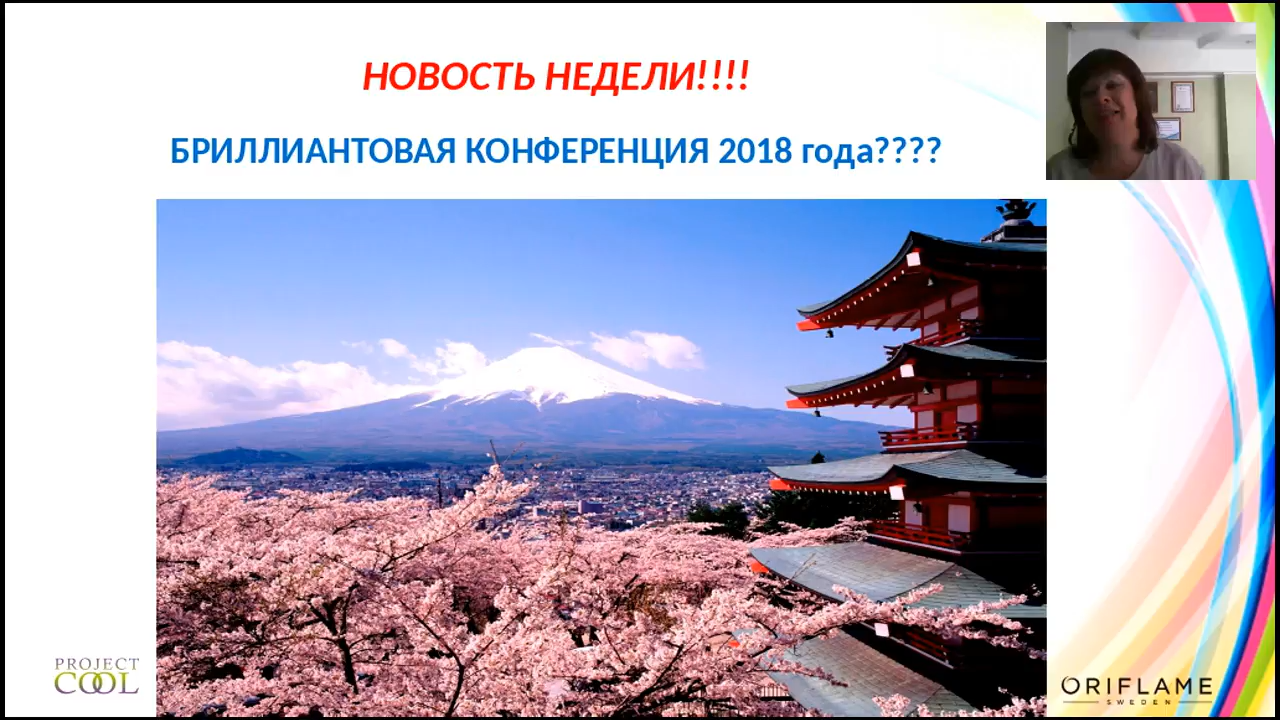 НОВОСТЬ НЕДЕЛИ!!!!
БРИЛЛИАНТОВАЯ КОНФЕРЕНЦИЯ 2018 года????
PROJECT
COOL
ORIFLAME
SWEDEN